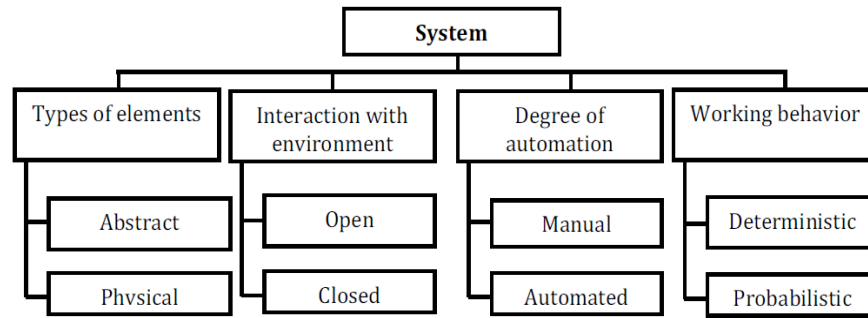 System
Types of elements
Interaction with
environment
Degree of
automation
Working behavior
Abstract
Physical
Open
Closed
Manual
Automated
Deterministic
Probabilistic